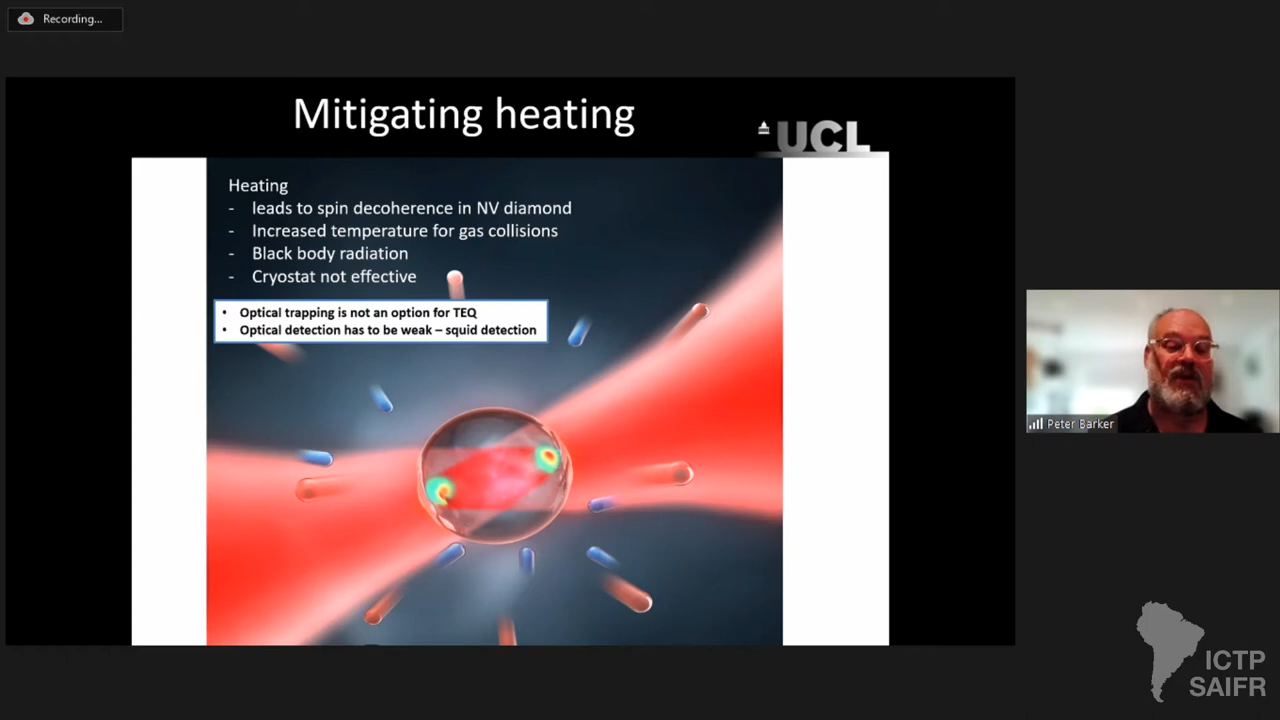 Recording...
Mitigating heating
UCL
Heating
- leads to spin decoherence in NV diamond
- Increased temperature for gas collisions
- Black body radiation
- Cryostat not effective
• Optical trapping is not an option for TEQ
• Optical detection has to be weak – squid detection
Peter Barker
ICTP
SAIFR